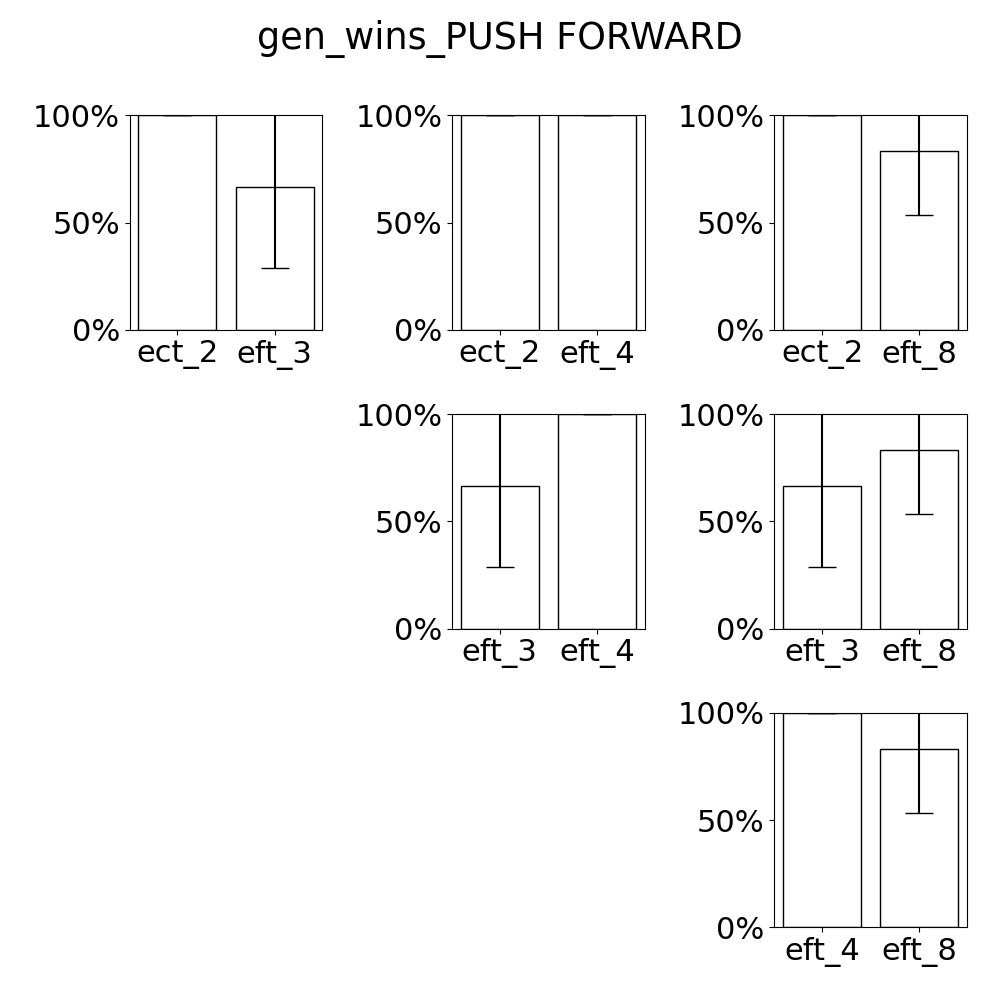 gen_wins_PUSH FORWARD
100% 100% 100%
50% 50% 50%
0% 0% 0%
ect_2 eft_3 ect_2 eft_4 ect_2 eft_8
100% 100%
50% 50%
0% 0%
eft_3 eft_4 eft_3 eft_8
100%
50%
0%
eft_4 eft_8